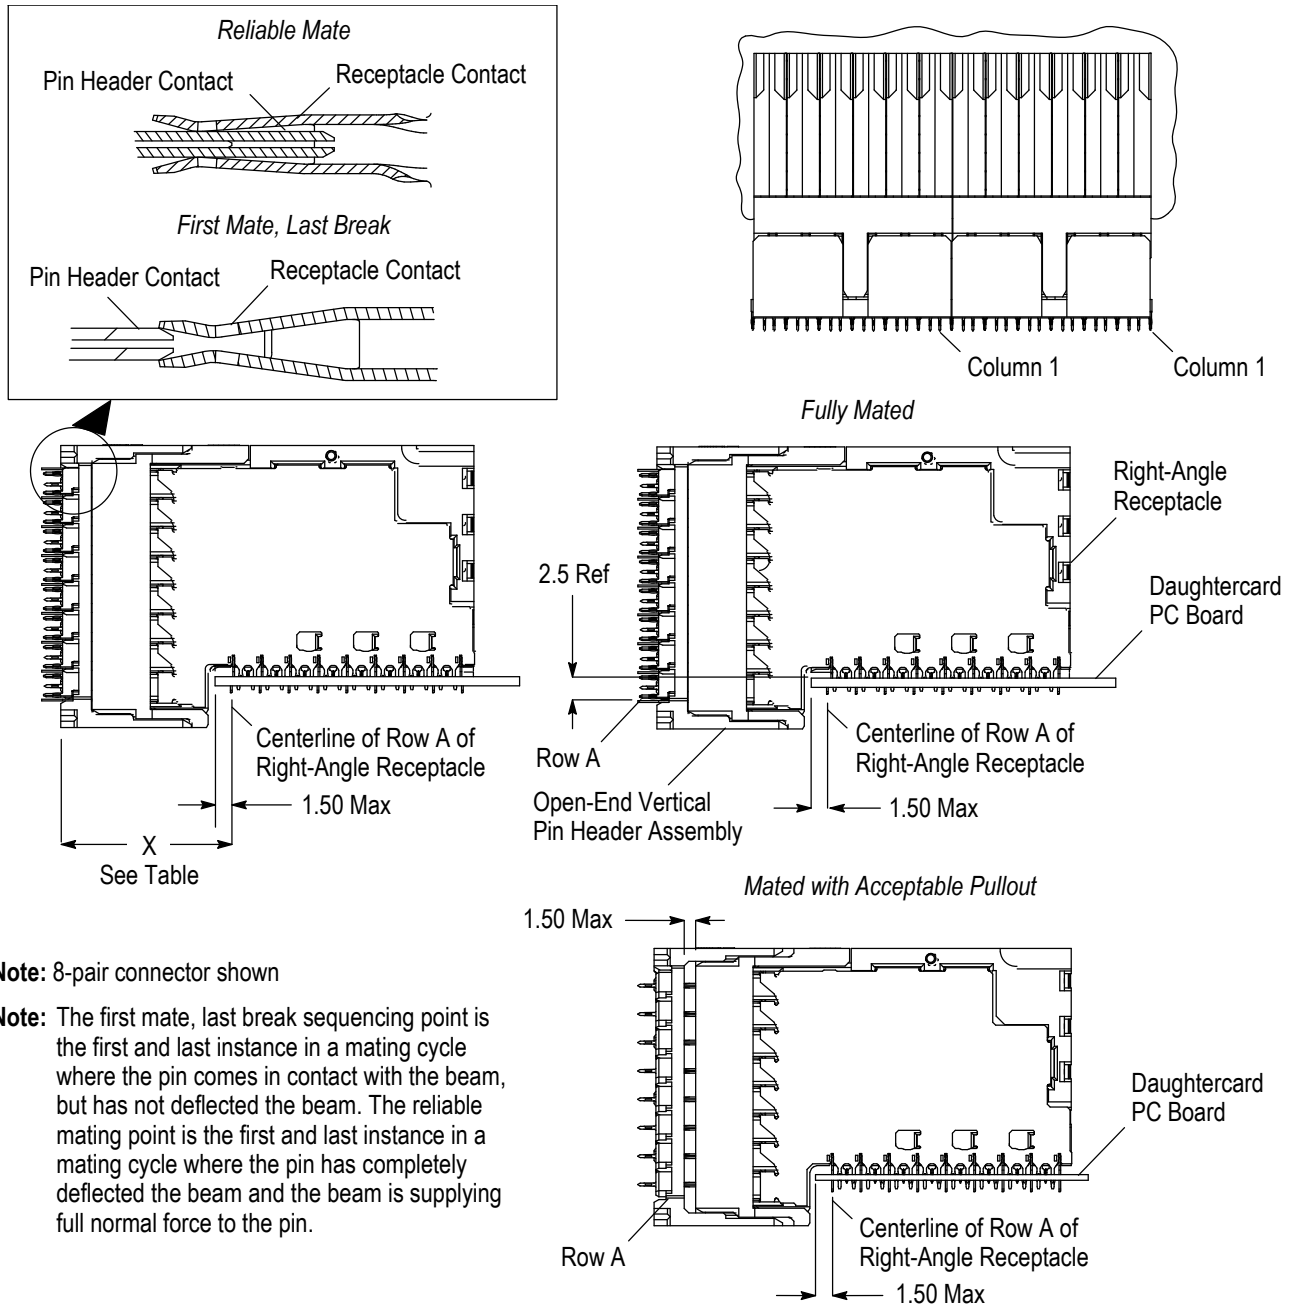 Reliable Mate
Pin Header Contact
Receptacle Contact
First Mate, Last Break
Pin Header Contact
Receptacle Contact
Column 1
Column 1
Fully Mated
Right-Angle
Receptacle
2.5 Ref
Daughtercard
PC Board
Centerline of Row A of
Right-Angle Receptacle
1.50 Max
X
See Table
Row A
Centerline of Row A of
Right-Angle Receptacle
Open-End Vertical
Pin Header Assembly
1.50 Max
Mated with Acceptable Pullout
1.50 Max
Note: 8-pair connector shown
Note: The first mate, last break sequencing point is
the first and last instance in a mating cycle
where the pin comes in contact with the beam,
but has not deflected the beam. The reliable
mating point is the first and last instance in a
mating cycle where the pin has completely
deflected the beam and the beam is supplying
full normal force to the pin.
Daughtercard
PC Board
Row A
Centerline of Row A of
Right-Angle Receptacle
1.50 Max